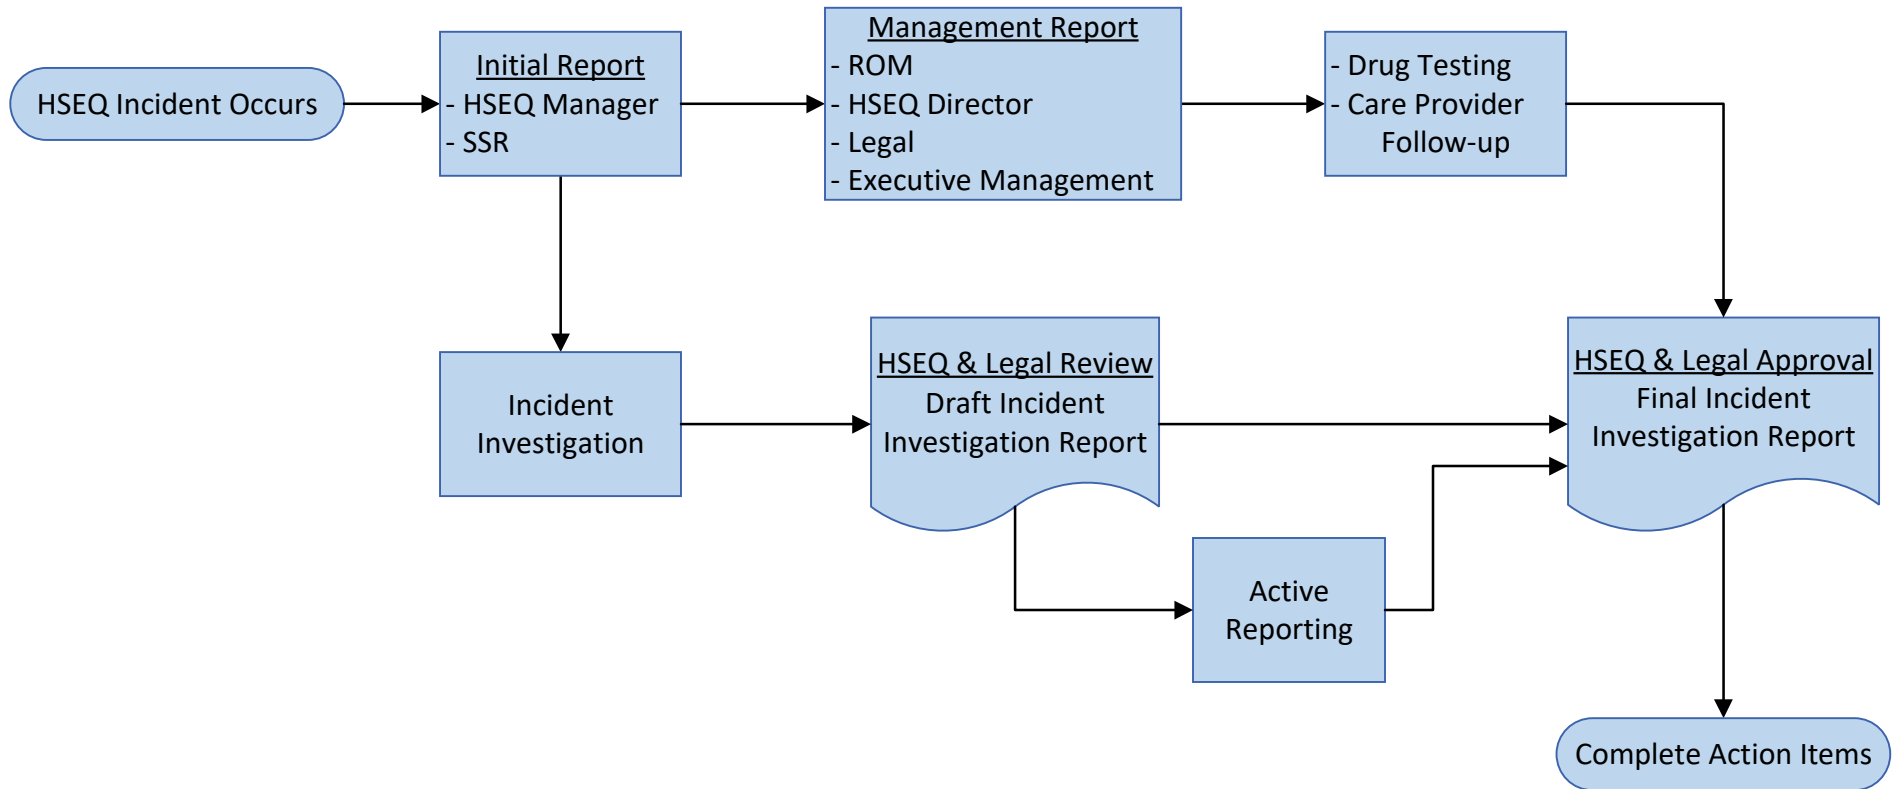 HSEQ Incident Occurs
Initial Report
- HSEQ Manager
- SSR
Management Report
- ROM
- HSEQ Director
- Legal
- Executive Management
- Drug Testing
- Care Provider
Follow-up
Incident
Investigation
HSEQ & Legal Review
Draft Incident
Investigation Report
HSEQ & Legal Approval
Final Incident
Investigation Report
Active
Reporting
Complete Action Items